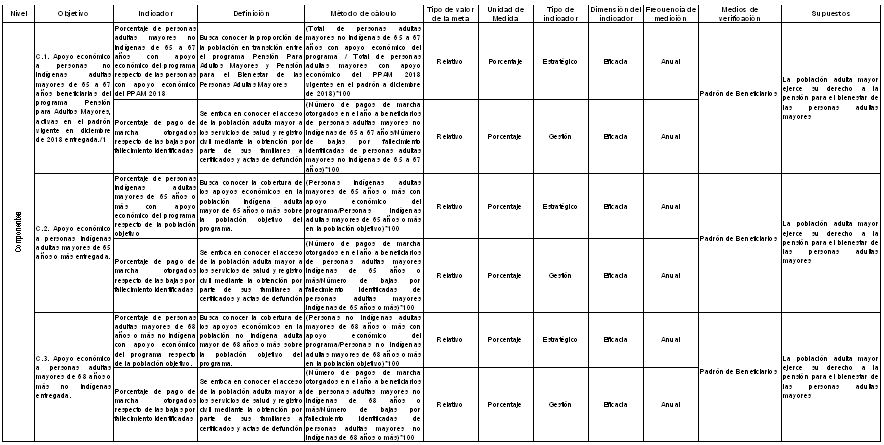 Nivel
Objetivo
Indicador
Definición
Método de cálculo
Tipo de valor
de la meta
Unidad de
Medida
Tipo de
indicador
Dimensión del
indicador
Frecuencia de
medición
Medios de
verificación
Supuestos
Componentes
C.1. Apoyo económico
a personas no
indígenas adultas
mayores de 65 a 67
años beneficiarias del
programa Pensión
para Adultos Mayores,
activas en el padrón
vigente en diciembre
de 2018 entregada./1
Porcentaje de personas
adultas mayores no
indígenas de 65 a 67
años con apoyo
económico del programa
respecto de las personas
con apoyo económico
del PPAM 2018
Busca conocer la proporción de
la población en transición entre
el programa Pensión Para
Adultos Mayores y Pensión
para el Bienestar de las
Personas Adultas Mayores
(Total de personas adultas
mayores no indígenas de 65 a 67
años con apoyo económico del
programa / Total de personas
adultas mayores con apoyo
económico del PPAM 2018
vigentes en el padrón a diciembre
de 2018)*100
Relativo
Porcentaje
Estratégico
Eficacia
Anual
Padrón de Beneficiarios
La población adulta mayor
ejerce su derecho a la
pensión para el bienestar de
las personas adultas
mayores
Porcentaje de pago de
marcha otorgados
respecto de las bajas por
fallecimiento identificadas
Se enfoca en conocer el acceso
de la población adulta mayor a
los servicios de salud y registro
civil mediante la obtención por
parte de sus familiares a
certificados y actas de defunción
(Número de pagos de marcha
otorgados en el año a beneficiarios
de personas adultas mayores no
indígenas de 65 a 67 años/Número
de bajas por fallecimiento
identificadas de personas adultas
mayores no indígenas de 65 a 67
años)*100
Relativo
Porcentaje
Gestión
Eficacia
Anual
C.2. Apoyo económico
a personas indígenas
adultas mayores de 65
años o más entregada.
Porcentaje de personas
indígenas adultas
mayores de 65 años o
más con apoyo
económico del programa
respecto de la población
objetivo
Busca conocer la cobertura de
los apoyos económicos en la
población indígena adulta
mayor de 65 años o más sobre
la población objetivo del
programa.
(Personas indígenas adultas
mayores de 65 años o más con
apoyo económico del
programa/Personas indígenas
adultas mayores de 65 años o más
en la población objetivo)*100
Relativo
Porcentaje
Estratégico
Eficacia
Anual
Padrón de Beneficiarios
La población adulta mayor
ejerce su derecho a la
pensión para el bienestar de
las personas adultas
mayores
Porcentaje de pago de
marcha otorgados
respecto de las bajas por
fallecimiento identificadas
Se enfoca en conocer el acceso
de la población adulta mayor a
los servicios de salud y registro
civil mediante la obtención por
parte de sus familiares a
certificados y actas de defunción
(Número de pagos de marcha
otorgados en el año a beneficiarios
de personas adultas mayores
indígenas de 65 años o
más/Número de bajas por
fallecimiento identificadas de
personas adultas mayores
indígenas de 65 años o más)*100
Relativo
Porcentaje
Gestión
Eficacia
Anual
C.3. Apoyo económico
a personas adultas
mayores de 68 años o
más no indígenas
entregada.
Porcentaje de personas
adultas mayores de 68
años o más no indígena
con apoyo económico
del programa respecto
de la población objetivo.
Busca conocer la cobertura de
los apoyos económicos en la
población no indígena adulta
mayor de 68 años o más sobre
la población objetivo del
programa.
(Personas no indígenas adultas
mayores de 68 años o más con
apoyo económico del
programa/Personas no indígenas
adultas mayores de 68 años o más
en la población objetivo)*100
Relativo
Porcentaje
Estratégico
Eficacia
Anual
Padrón de Beneficiarios
La población adulta mayor
ejerce su derecho a la
pensión para el bienestar de
las personas adultas
mayores
Porcentaje de pago de
marcha otorgados
respecto de las bajas por
fallecimiento identificadas
Se enfoca en conocer el acceso
de la población adulta mayor a
los servicios de salud y registro
civil mediante la obtención por
parte de sus familiares a
certificados y actas de defunción
(Número de pagos de marcha
otorgados en el año a beneficiarios
de personas adultas mayores no
indígenas de 68 años o
más/Número de bajas por
fallecimiento identificadas de
personas adultas mayores no
indígenas de 68 años o más)*100
Relativo
Porcentaje
Gestión
Eficacia
Anual